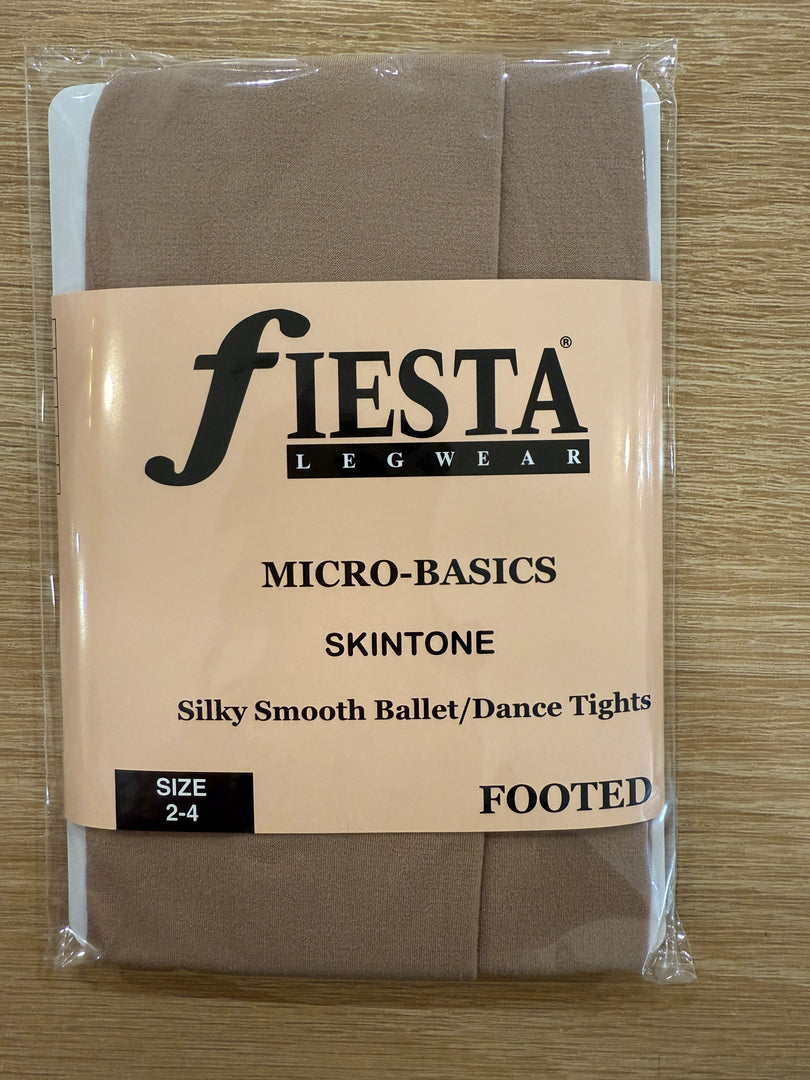 fIESTA®
LEGWEAR
MICRO-BASICS
SKINTONE
Silky Smooth Ballet/Dance Tights
SIZE
2-4
FOOTED